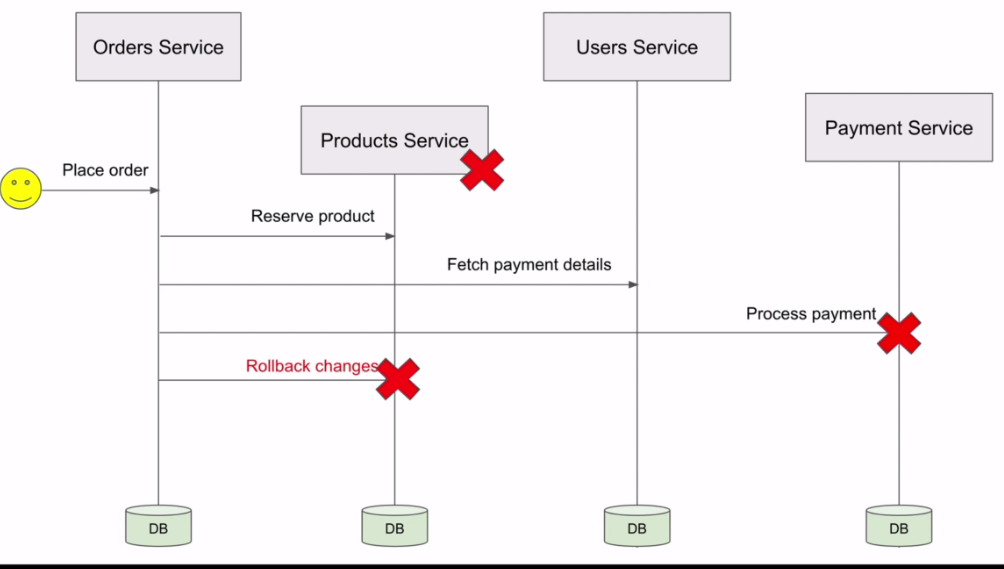 Orders Service
Users Service
Payment Service
Products Service
Place order
Reserve product
Fetch payment details
Process payment
Rollback changes
DB
DB
DB
DB